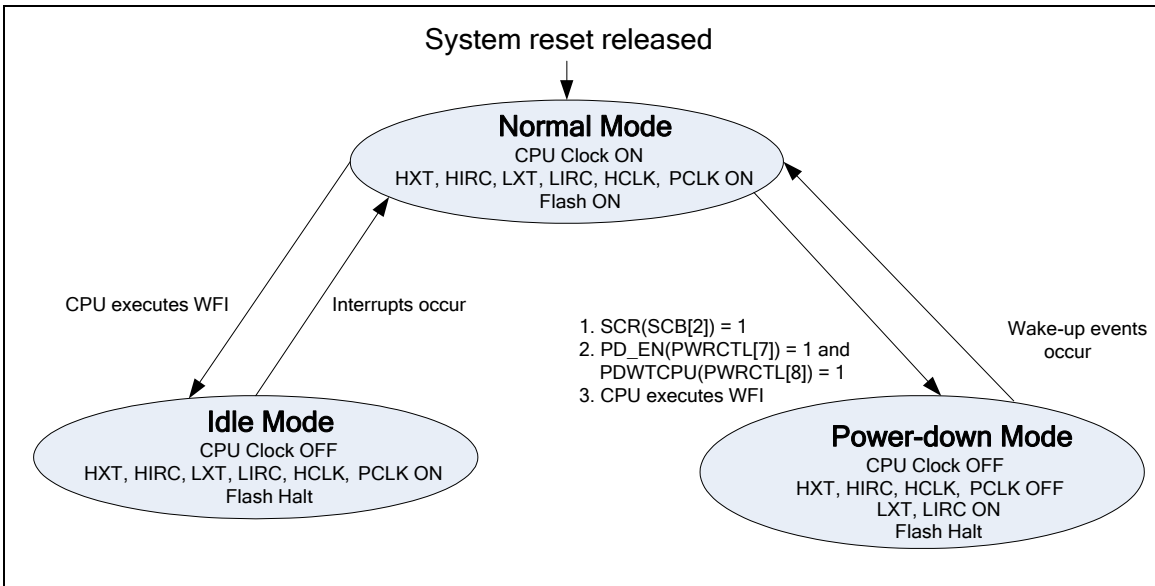 System reset released
Normal Mode
CPU Clock ON
HXT, HIRC, LXT, LIRC, HCLK, PCLK ON
Flash ON
CPU executes WFI
Interrupts occur
1. SCR(SCB[2]) = 1
2. PD_EN(PWRCTL[7]) = 1 and
PDWTCPU(PWRCTL[8]) = 1
3. CPU executes WFI
Wake-up events
occur
Idle Mode
CPU Clock OFF
HXT, HIRC, LXT, LIRC, HCLK, PCLK ON
Flash Halt
Power-down Mode
CPU Clock OFF
HXT, HIRC, HCLK, PCLK OFF
LXT, LIRC ON
Flash Halt